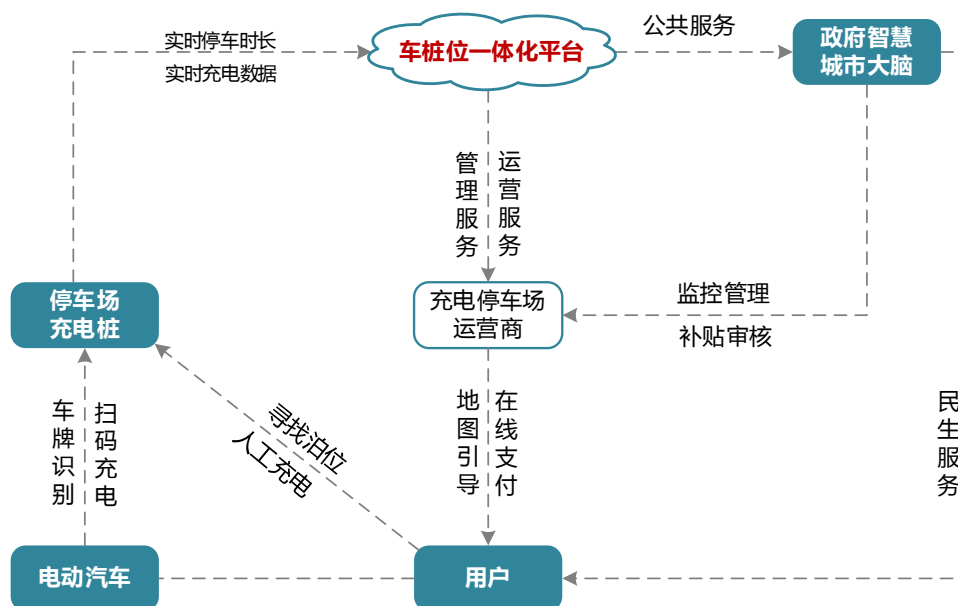 实时停车时长
实时充电数据
车桩位一体化平台
公共服务
政府智慧
城市大脑
管理服务
运营服务
停车场
充电桩
充电停车场
运营商
监控管理
补贴审核
车牌识别
扫码充电
寻找泊位
人工充电
地图引导
在线支付
民生服务
电动汽车
用户